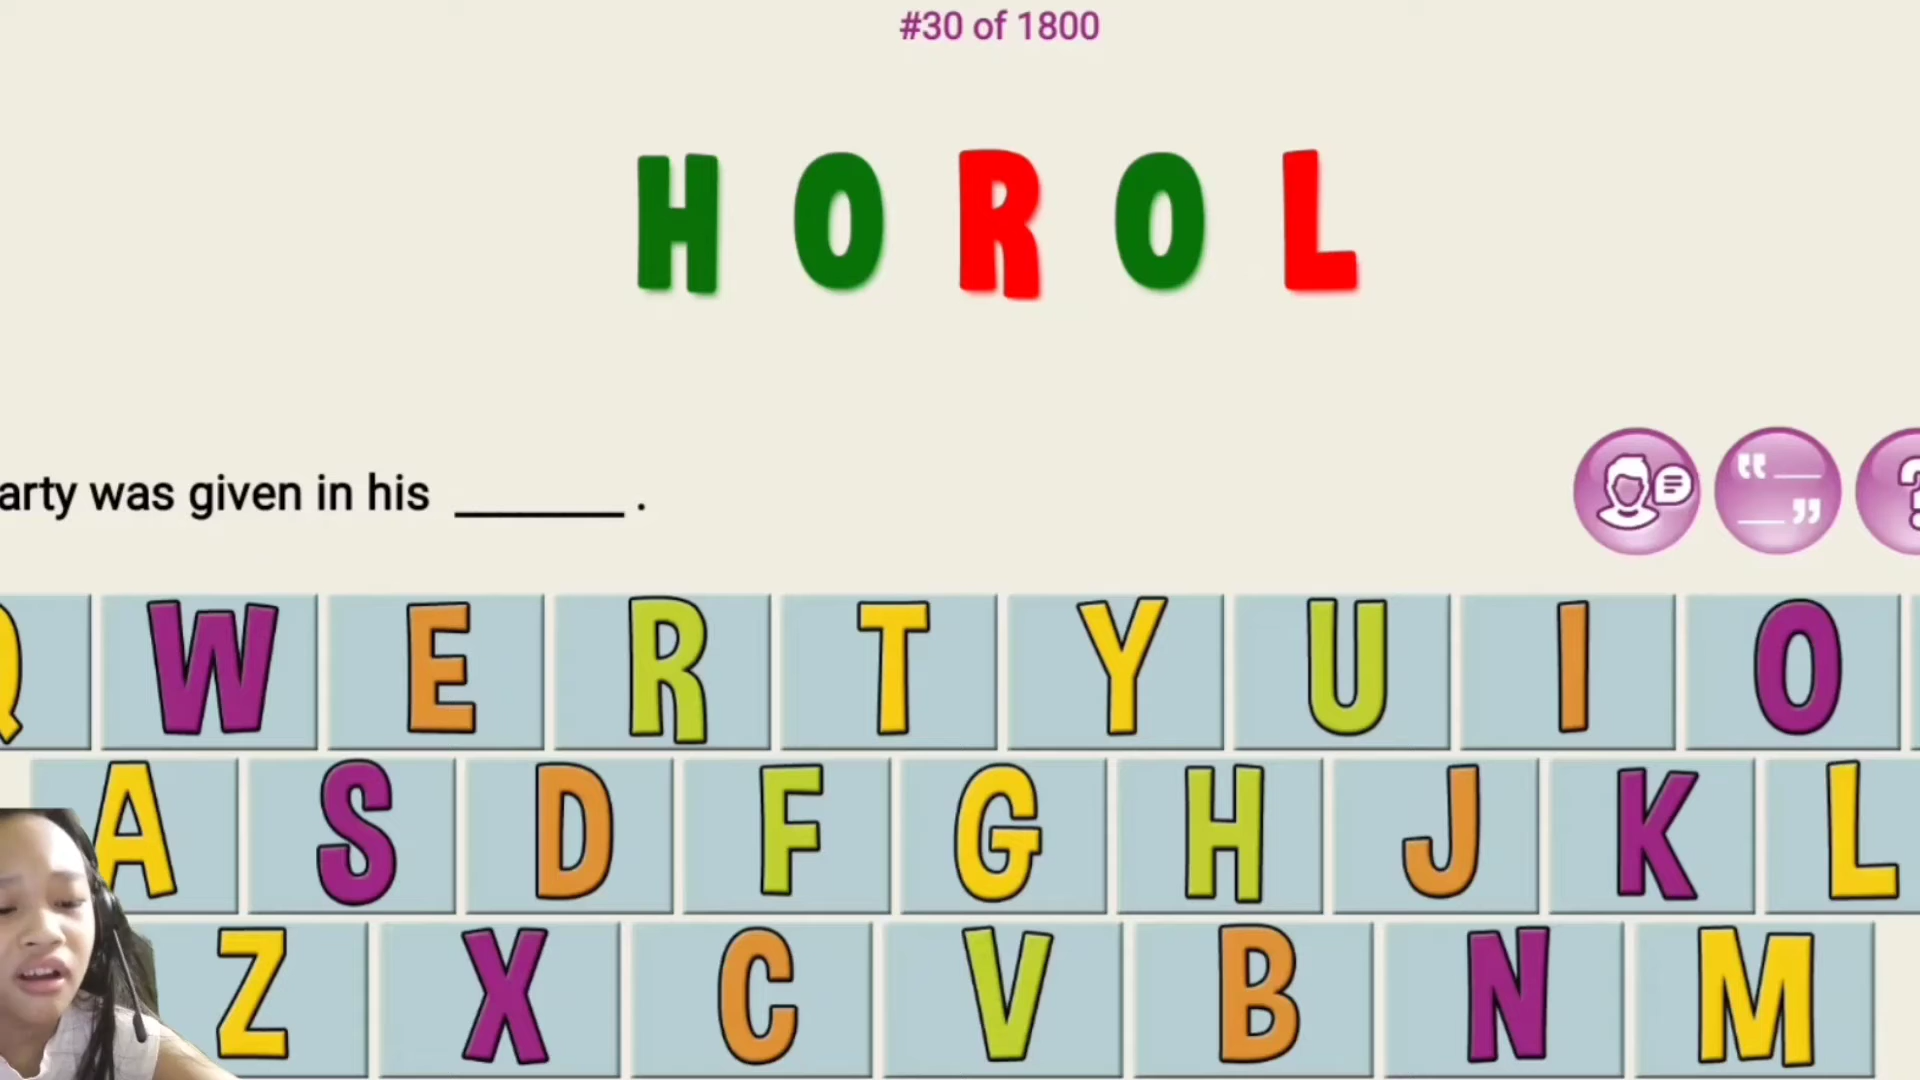 #30 of 1800
H O R O L
arty was given in his _______ .
Q W E R T Y U I O
A S D F G H J K L
Z X C V B N M